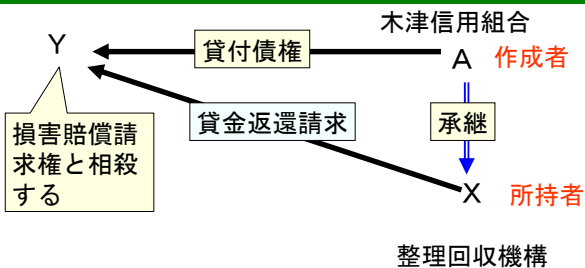 木津信用組合
Y
貸付債権
A
作成者
損害賠償請
求権と相殺
する
貸金返還請求
承継
X
所持者
整理回収機構